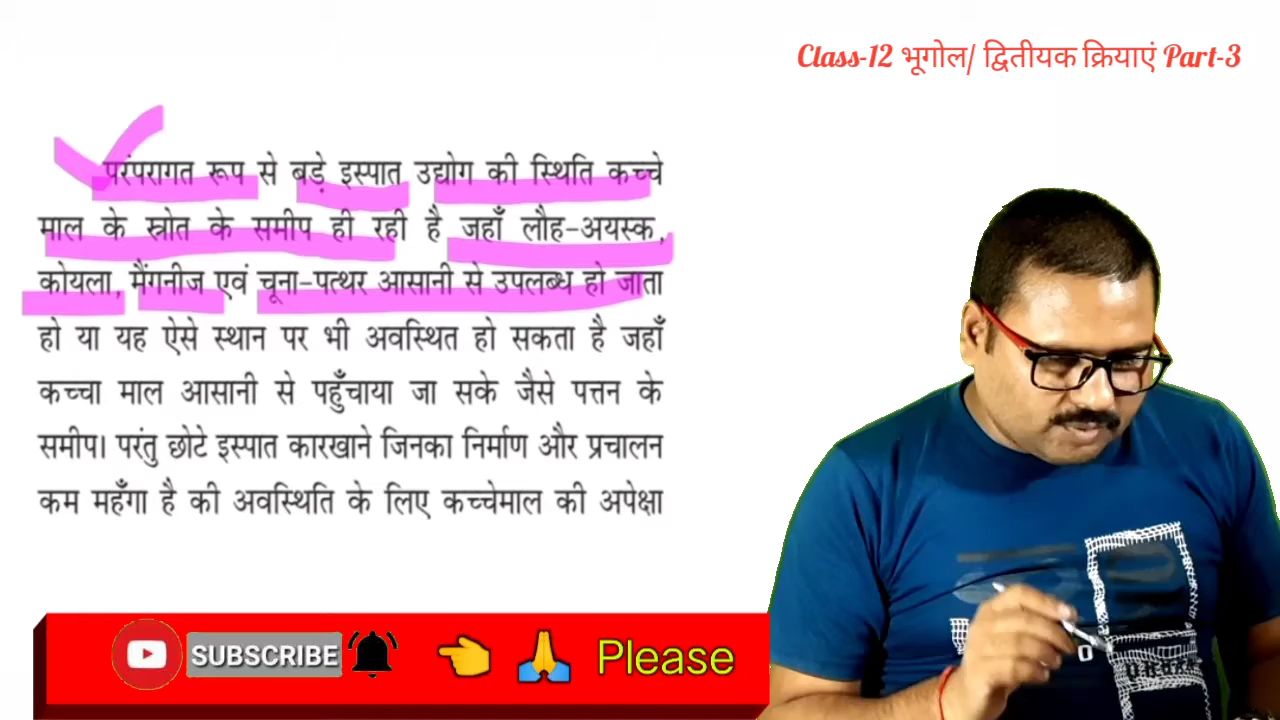 Class-12 भूगोल/ द्वितीयक क्रियाएं Part-3
परंपरागत रूप से बड़े इस्पात उद्योग की स्थिति कच्चे
माल के स्रोत के समीप ही रही है जहाँ लौह-अयस्क,
कोयला, मैंगनीज एवं चूना-पत्थर आसानी से उपलब्ध हो जाता
हो या यह ऐसे स्थान पर भी अवस्थित हो सकता है जहाँ
कच्चा माल आसानी से पहुँचाया जा सके जैसे पत्तन के
समीप। परंतु छोटे इस्पात कारखाने जिनका निर्माण और प्रचालन
कम महँगा है की अवस्थिति के लिए कच्चेमाल की अपेक्षा
SUBSCRIBE Please